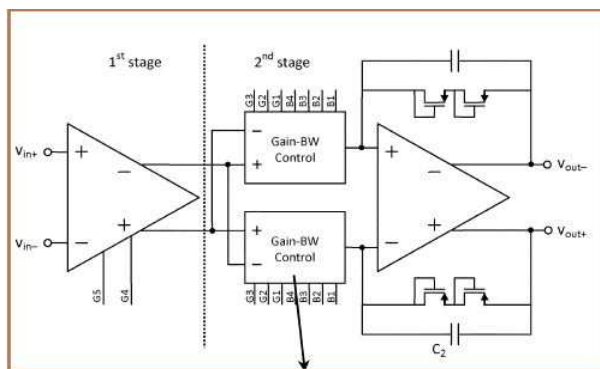 1st stage
2nd stage
G3 G2 G1 B4 B3 B2 B1
Vin+
+
−
−
+
Gain-BW
Control
+
−
Vout−
Vin−
−
+
+
−
Gain-BW
Control
−
+
Vout+
G5 G4
G3 G2 G1 B4 B3 B2 B1
C2